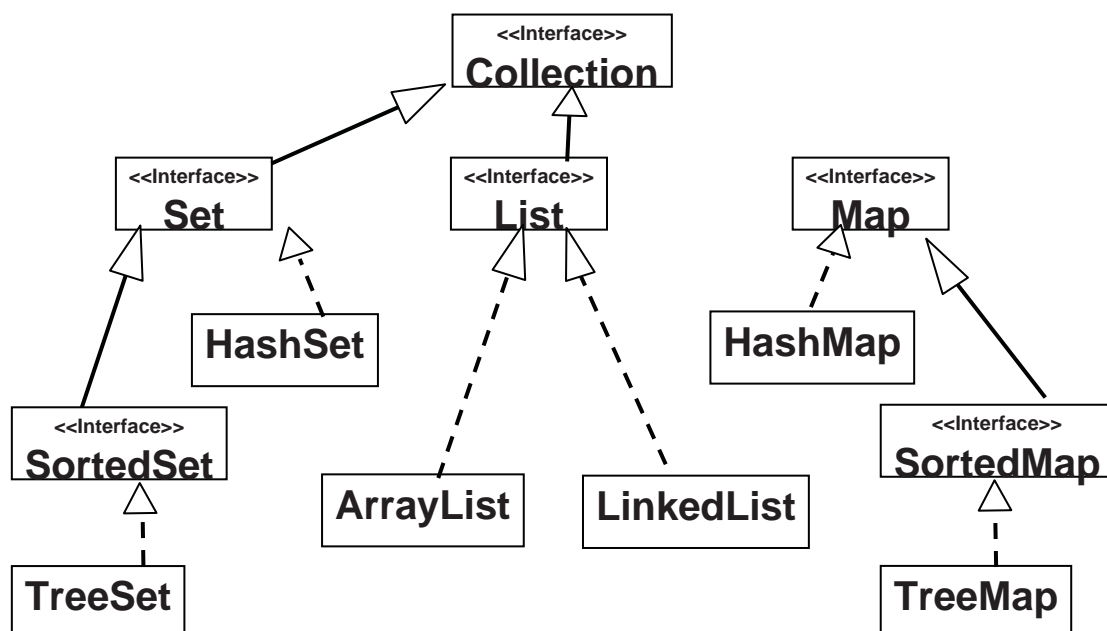 <<Interface>>
Collection
<<Interface>>
Set
<<Interface>>
List
<<Interface>>
Map
HashSet
HashMap
<<Interface>>
SortedSet
<<Interface>>
SortedMap
ArrayList
LinkedList
TreeSet
TreeMap